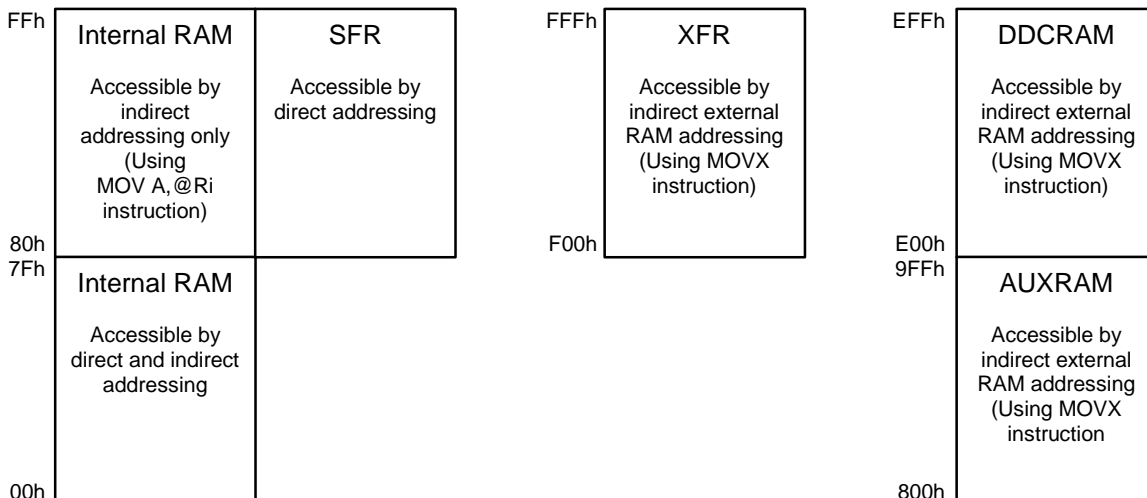 FFh
Internal RAM
Accessible by
indirect
addressing only
(Using
MOV A,@Ri
instruction)
80h
SFR
Accessible by
direct addressing
7Fh
Internal RAM
Accessible by
direct and indirect
addressing
00h
FFFh
XFR
Accessible by
indirect external
RAM addressing
(Using MOVX
instruction)
F00h
EFFh
DDCRAM
Accessible by
indirect external
RAM addressing
(Using MOVX
instruction)
E00h
9FFh
AUXRAM
Accessible by
indirect external
RAM addressing
(Using MOVX
instruction
800h